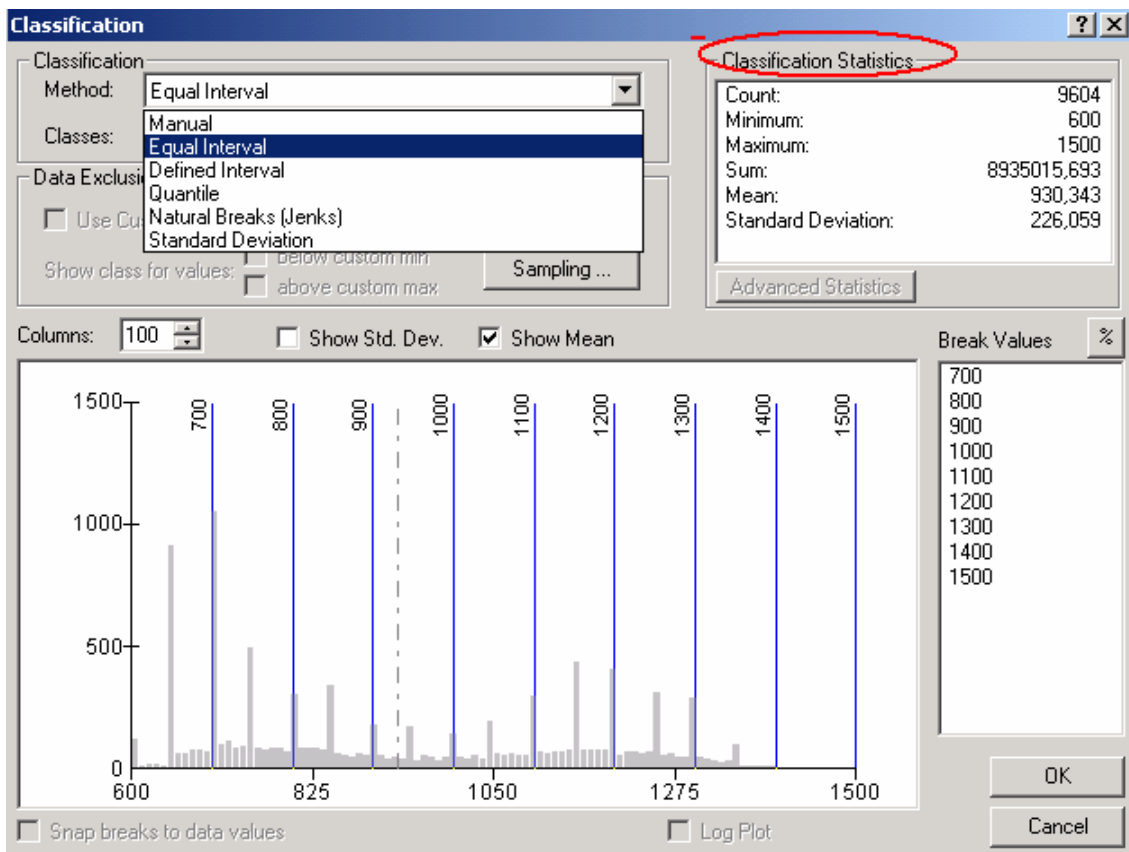 Classification
Classification
Method: Equal Interval
Manual
Classes: Equal Interval
Defined Interval
Quantile
Natural Breaks (Jenks)
Standard Deviation
Data Exclusi
Use Cu
Show class for values: below custom min
above custom max
Sampling ...
Classification Statistics
Count: 9604
Minimum: 600
Maximum: 1500
Sum: 8935015,693
Mean: 930,343
Standard Deviation: 226,059
Advanced Statistics
Columns: 100 Show Std. Dev. Show Mean
Break Values %
700
800
900
1000
1100
1200
1300
1400
1500
1500
1000
500
0
700 800 900 1000 1100 1200 1300 1400 1500
600 825 1050 1275 1500
Snap breaks to data values Log Plot
OK
Cancel